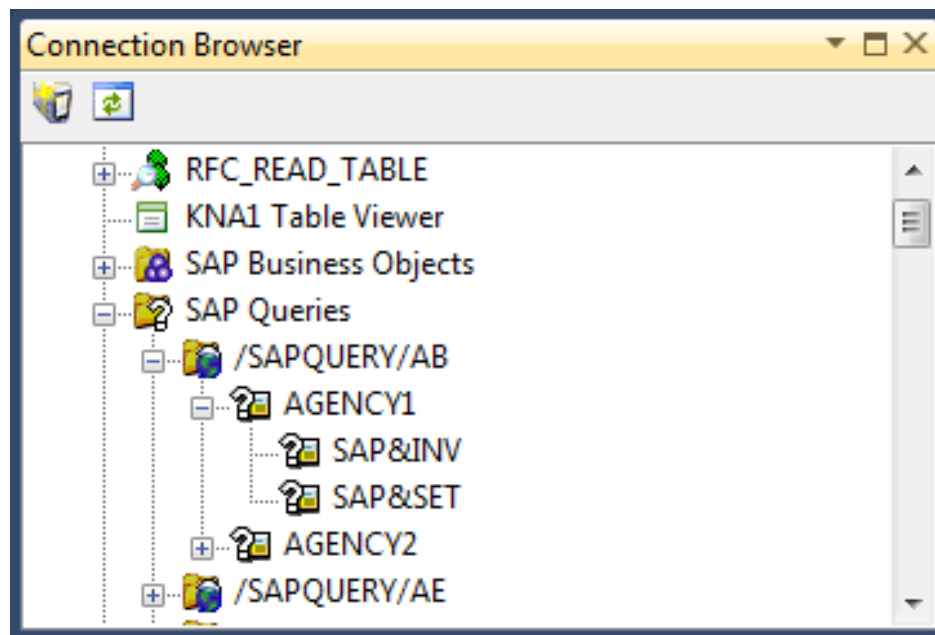 Connection Browser
RFC_READ_TABLE
KNA1 Table Viewer
SAP Business Objects
SAP Queries
/SAPQUERY/AB
AGENCY1
SAP&INV
SAP&SET
AGENCY2
/SAPQUERY/AE